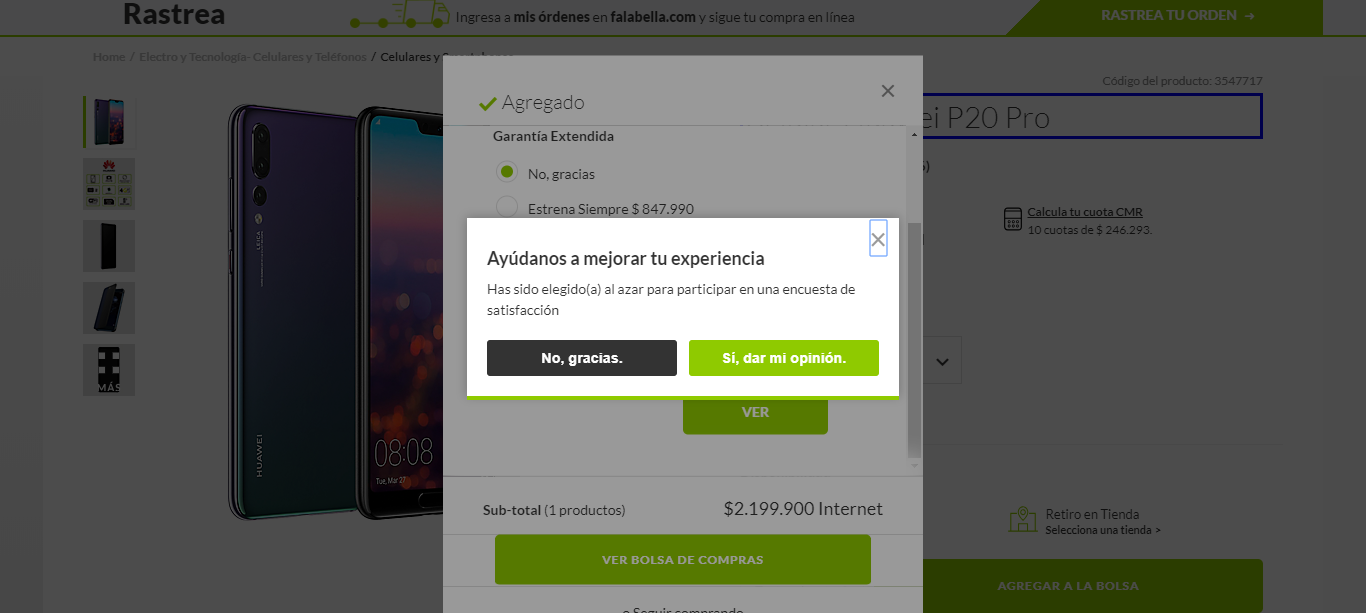 Rastrea
Ingresa a mis órdenes en falabella.com y sigue tu compra en línea
RASTREA TU ORDEN →
Home / Electro y Tecnología- Celulares y Teléfonos / Celulares y
Código del producto: 3547717
ei P20 Pro
Agregado
Garantía Extendida
No, gracias
Estrena Siempre $ 847.990
Calcula tu cuota CMR
10 cuotas de $ 246.293.
Ayúdanos a mejorar tu experiencia
Has sido elegido(a) al azar para participar en una encuesta de
satisfacción
No, gracias.
Sí, dar mi opinión.
VER
MÁS
HUAWEI
LEICA
08:08
Tue, Mar 27
Sub-total (1 productos)
$2.199.900 Internet
VER BOLSA DE COMPRAS
o Seguir comprando
Retiro en Tienda
Selecciona una tienda >
AGREGAR A LA BOLSA